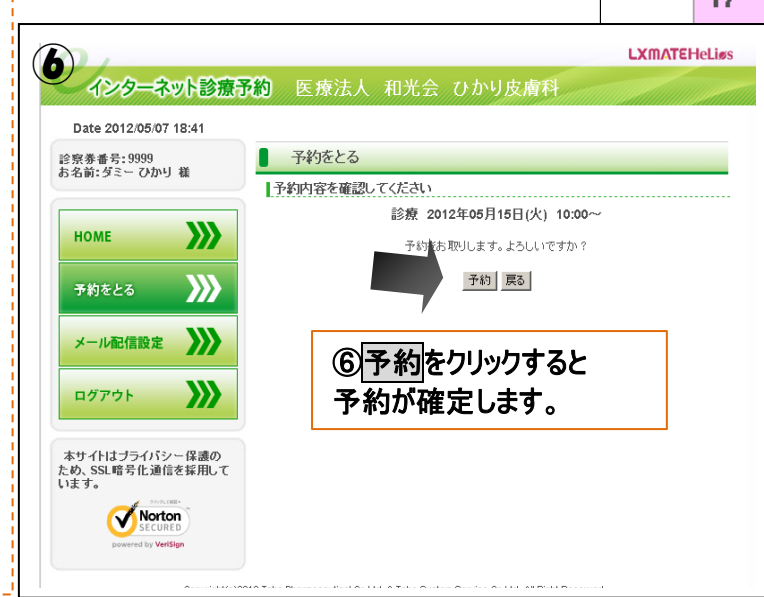 17
⑥
LXMATEHeLiøs
インターネット診療予約 医療法人 和光会 ひかり皮膚科
Date 2012/05/07 18:41
診察券番号:9999
お名前:ダミー ひかり 様
予約をとる
予約内容を確認してください
診療 2012年05月15日(火) 10:00～
予約をお取りします。よろしいですか？
予約 戻る
HOME
予約をとる
メール配信設定
ログアウト
⑥予約をクリックすると
予約が確定します。
本サイトはプライバシー保護の
ため、SSL暗号化通信を採用して
います。
Norton
SECURED
powered by VeriSign